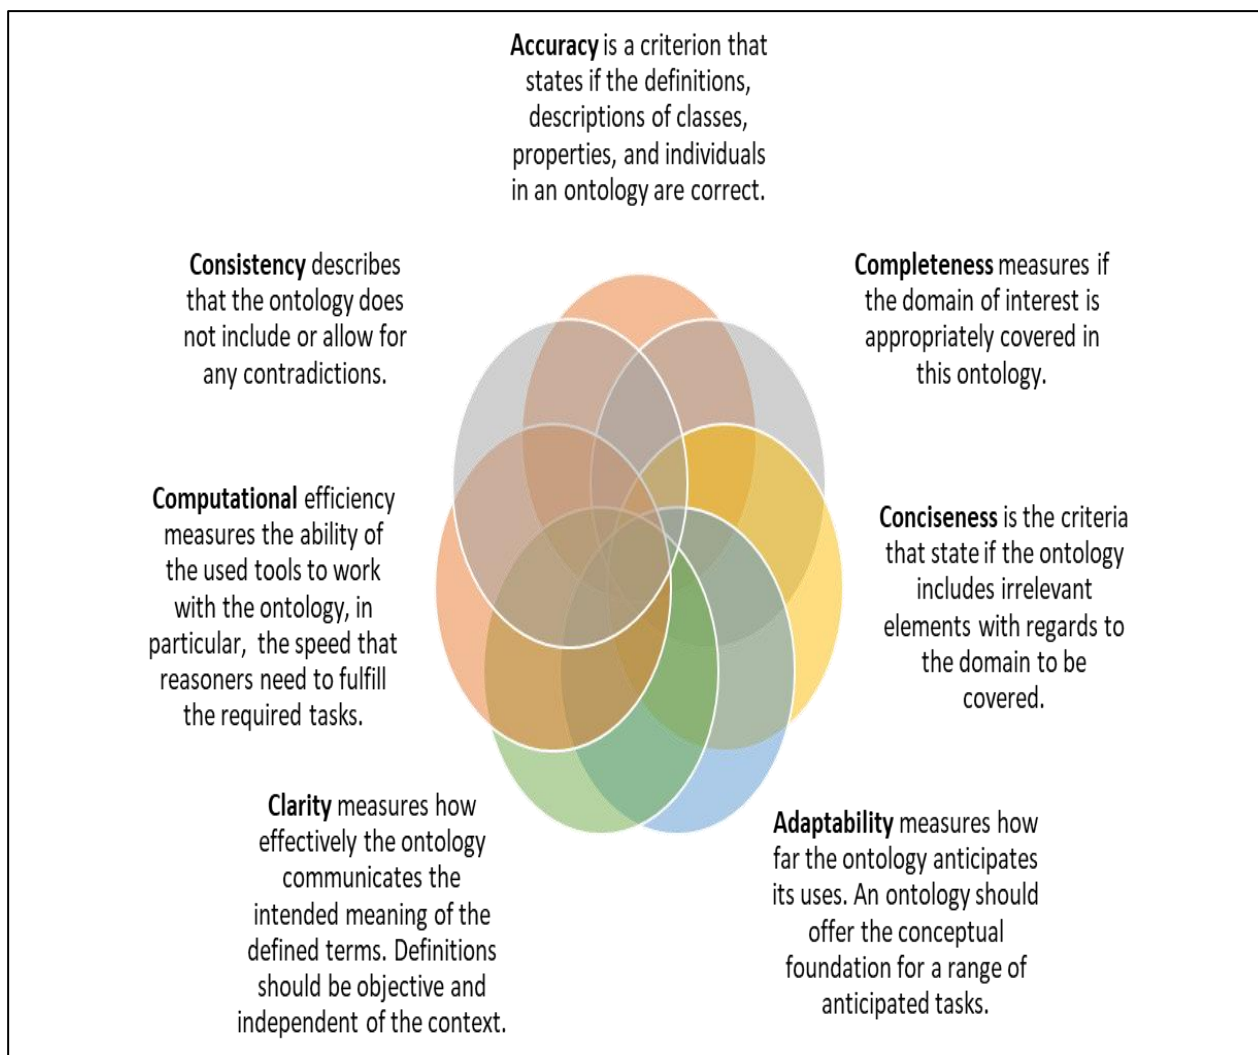 Accuracy is a criterion that
states if the definitions,
descriptions of classes,
properties, and individuals
in an ontology are correct.
Consistency describes
that the ontology does
not include or allow for
any contradictions.
Completeness measures if
the domain of interest is
appropriately covered in
this ontology.
Computational efficiency
measures the ability of
the used tools to work
with the ontology, in
particular, the speed that
reasoners need to fulfill
the required tasks.
Conciseness is the criteria
that state if the ontology
includes irrelevant
elements with regards to
the domain to be
covered.
Clarity measures how
effectively the ontology
communicates the
intended meaning of the
defined terms. Definitions
should be objective and
independent of the context.
Adaptability measures how
far the ontology anticipates
its uses. An ontology should
offer the conceptual
foundation for a range of
anticipated tasks.